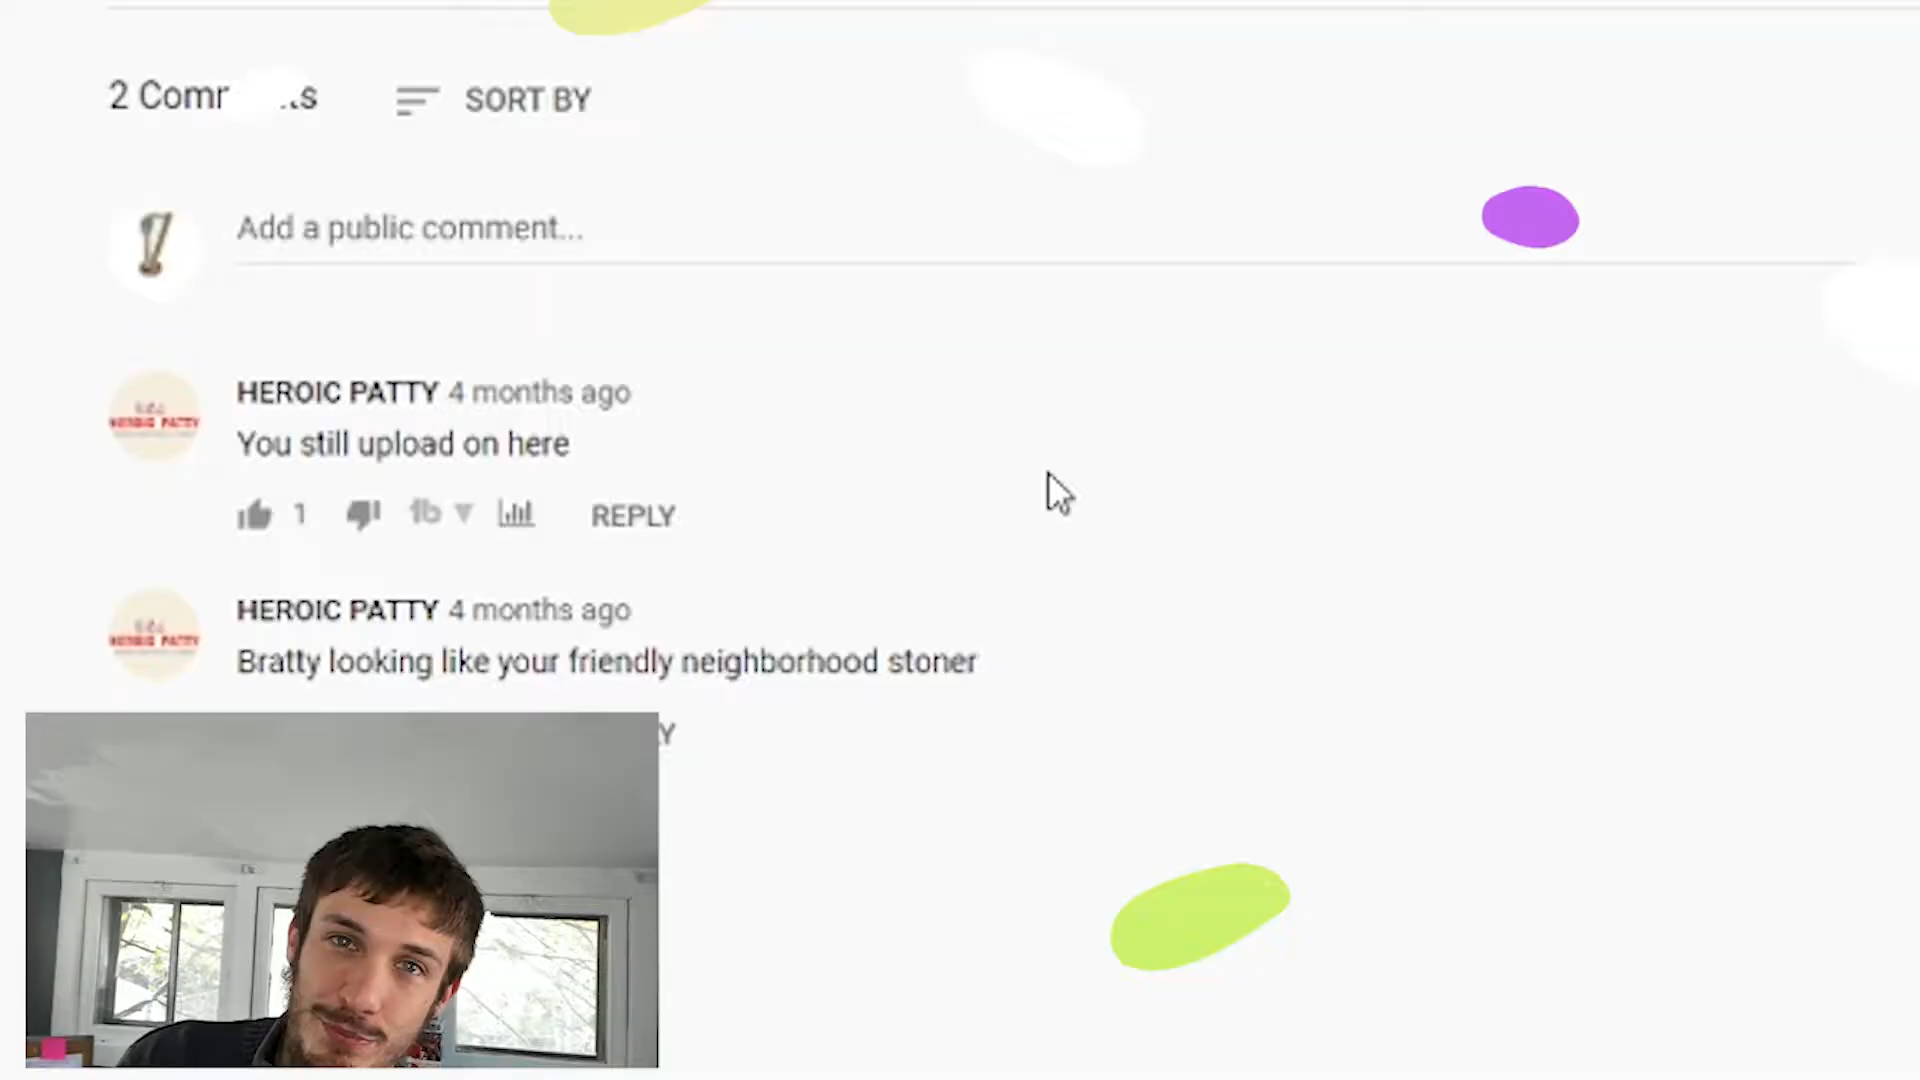 2 SORT BY
Add a public comment...
HEROIC PATTY 4 months ago
You still upload on here
1 REPLY
HEROIC PATTY 4 months ago
Bratty looking like your friendly neighborhood stoner